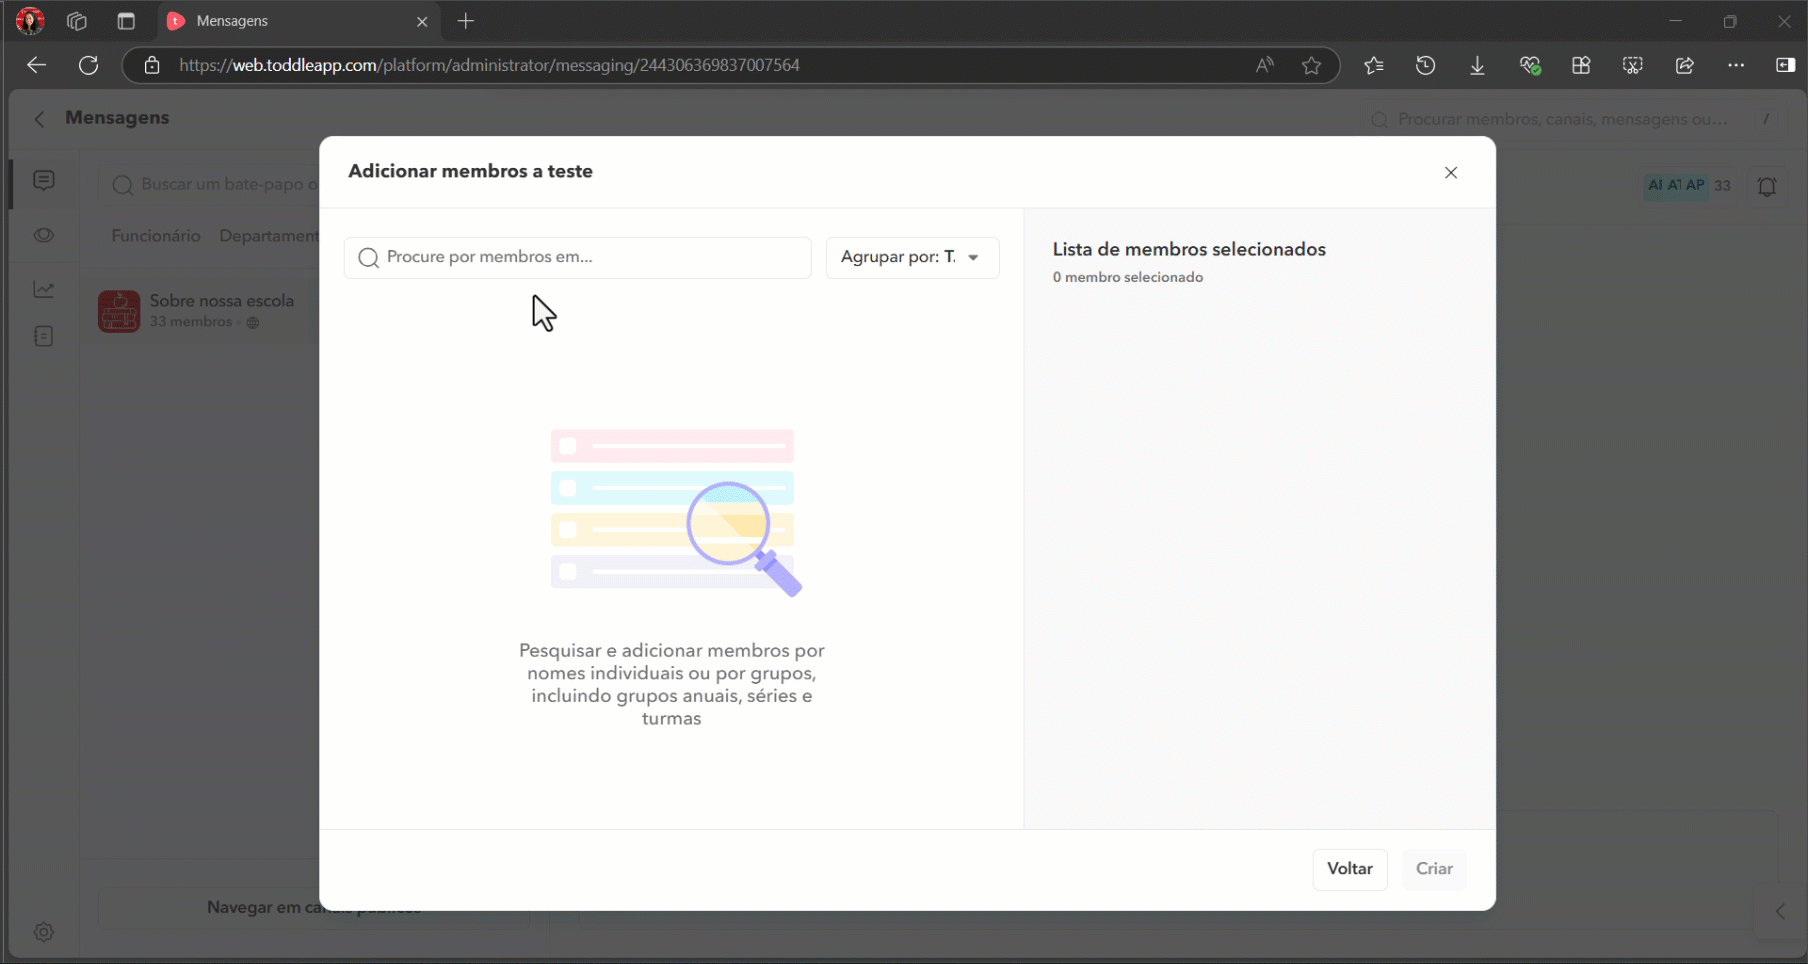 Mensagens
https://web.toddleapp.com/platform/administrator/messaging/244306369837007564
Mensagens
Procurar membros, canais, mensagens ou... /
Adicionar membros a teste
Buscar um bate-papo o
AI AT AP 33
Funcionário Departament
Procure por membros em...
Agrupar por: T.
Lista de membros selecionados
0 membro selecionado
Sobre nossa escola
33 membros
Pesquisar e adicionar membros por
nomes individuais ou por grupos,
incluindo grupos anuais, séries e
turmas
Voltar
Criar
Navegar em canais públicos